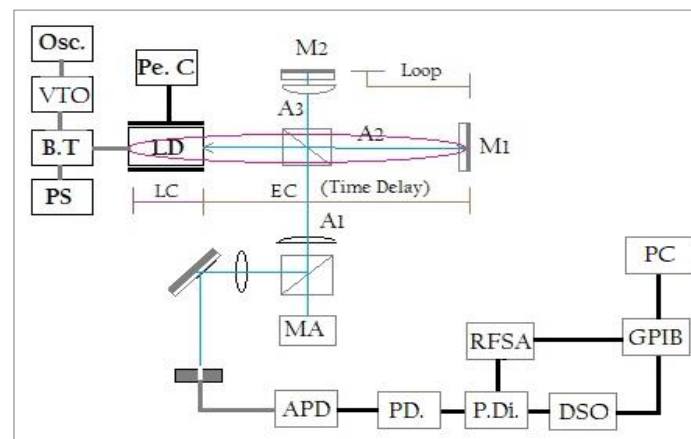 Osc.
M2
Pe. C
Loop
VTO
A3
A2
B.T
LD
M1
PS
LC
EC
(Time Delay)
A1
PC
MA
RFSA
GPIB
APD
PD.
P.Di.
DSO